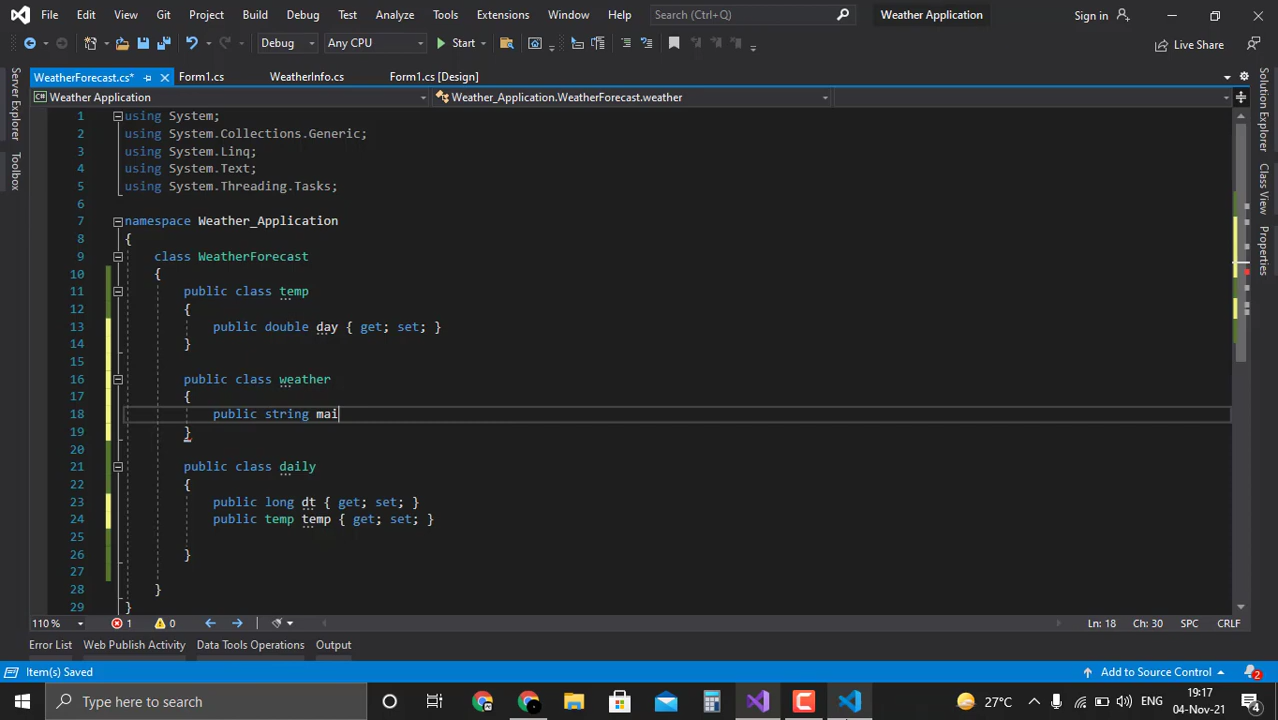 File Edit View Git Project Build Debug Test Analyze Tools Extensions Window Help Search (Ctrl+Q) Weather Application Sign in
Debug Any CPU Start Live Share
WeatherForecast.cs* Form1.cs WeatherInfo.cs Form1.cs [Design]
Weather Application Weather_Application.WeatherForecast.weather
Server Explorer
Toolbox
Solution Explorer
Class View
Properties
1 using System;
2 using System.Collections.Generic;
3 using System.Linq;
4 using System.Text;
5 using System.Threading.Tasks;
6
7 namespace Weather_Application
8 {
9 class WeatherForecast
10 {
11 public class temp
12 {
13 public double day { get; set; }
14 }
15
16 public class weather
17 {
18 public string mai
19 }
20
21 public class daily
22 {
23 public long dt { get; set; }
24 public temp temp { get; set; }
25
26 }
27
28 }
29 }
110 % 1 0 Ln: 18 Ch: 30 SPC CRLF
Error List Web Publish Activity Data Tools Operations Output
Item(s) Saved Add to Source Control 2
Type here to search 27°C ENG 19:17
04-Nov-21 4